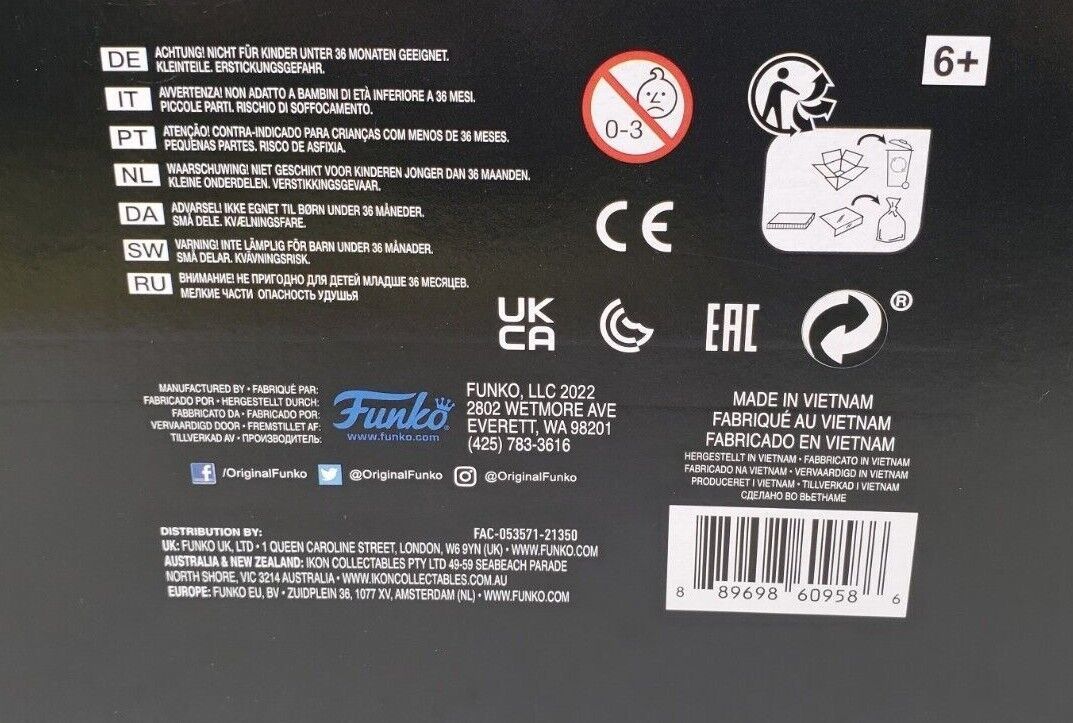 DE ACHTUNG! NICHT FÜR KINDER UNTER 36 MONATEN GEEIGNET.
KLEINTEILE. ERSTICKUNGSGEFAHR.
IT AVVERTENZA! NON ADATTO A BAMBINI DI ETÀ INFERIORE A 36 MESI.
PICCOLE PARTI. RISCHIO DI SOFFOCAMENTO.
PT ATENÇÃO! CONTRA-INDICADO PARA CRIANÇAS COM MENOS DE 36 MESES.
PEQUENAS PARTES. RISCO DE ASFIXIA.
NL WAARSCHUWING! NIET GESCHIKT VOOR KINDEREN JONGER DAN 36 MAANDEN.
KLEINE ONDERDELEN. VERSTIKKINGSGEVAAR.
DA ADVARSEL! IKKE EGNET TIL BØRN UNDER 36 MÅNEDER.
SMÅ DELE. KVÆLNINGSFARE.
SW VARNING! INTE LÄMPLIG FÖR BARN UNDER 36 MÅNADER.
SMÅ DELAR. KVÄVNINGSRISK.
RU ВНИМАНИЕ! НЕ ПРИГОДНО ДЛЯ ДЕТЕЙ МЛАДШЕ 36 МЕСЯЦЕВ.
МЕЛКИЕ ЧАСТИ ОПАСНОСТЬ УДУШЬЯ
0-3
6+
CE
UK
CA
EAC
®
MANUFACTURED BY • FABRIQUÉ PAR:
FABRICADO POR • HERGESTELLT DURCH:
FABBRICATO DA • FABRICADO POR:
VERVAARDIGD DOOR • FREMSTILLET AF:
TILLVERKAD AV • ПРОИЗВОДИТЕЛЬ:
Funko
www.funko.com
FUNKO, LLC 2022
2802 WETMORE AVE
EVERETT, WA 98201
(425) 783-3616
/OriginalFunko @OriginalFunko @OriginalFunko
MADE IN VIETNAM
FABRIQUÉ AU VIETNAM
FABRICADO EN VIETNAM
HERGESTELLT IN VIETNAM • FABBRICATO IN VIETNAM
FABRICADO NA VIETNAM • VERVAARDIGD IN VIETNAM
PRODUCERET I VIETNAM • TILLVERKAD I VIETNAM
СДЕЛАНО ВО ВЬЕТНАМЕ
DISTRIBUTION BY: FAC-053571-21350
UK: FUNKO UK, LTD • 1 QUEEN CAROLINE STREET, LONDON, W6 9YN (UK) • WWW.FUNKO.COM
AUSTRALIA & NEW ZEALAND: IKON COLLECTABLES PTY LTD 49-59 SEABEACH PARADE
NORTH SHORE, VIC 3214 AUSTRALIA • WWW.IKONCOLLECTABLES.COM.AU
EUROPE: FUNKO EU, BV • ZUIDPLEIN 36, 1077 XV, AMSTERDAM (NL) • WWW.FUNKO.COM
8 89698 60958 6